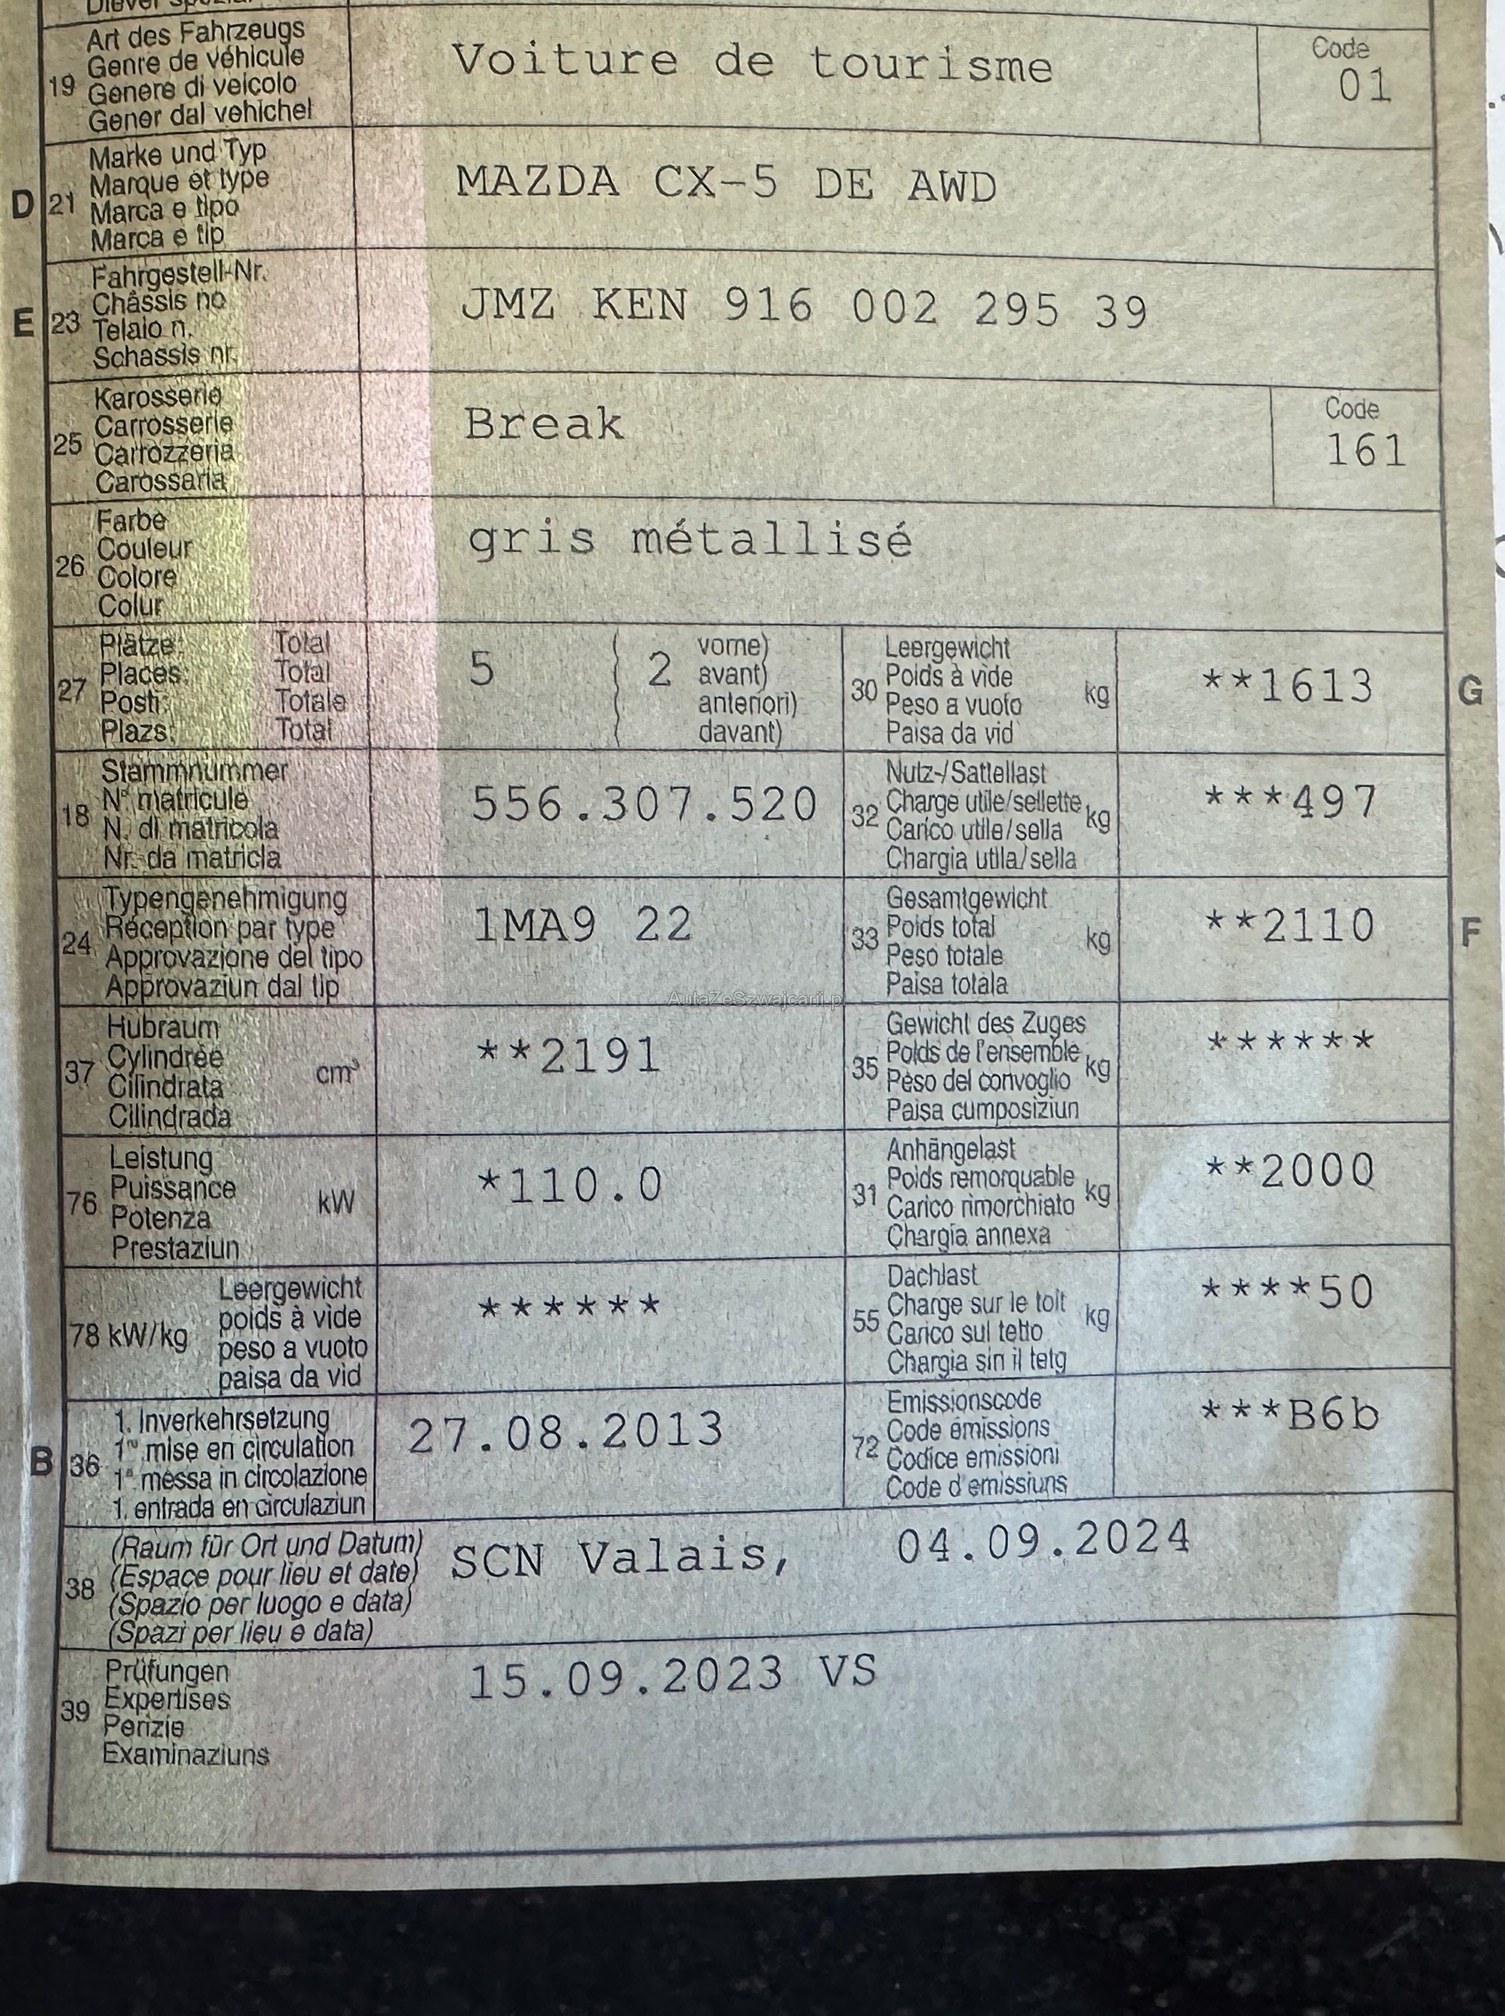 19 Art des Fahrzeugs
Genre de véhicule
Genere di veicolo
Gener dal vehichel
Voiture de tourisme
Code
01
D 21 Marke und Typ
Marque et type
Marca e tipo
Marca e tip
MAZDA CX-5 DE AWD
E 23 Fahrgestell-Nr.
Châssis no
Telaio n.
Schassis nr.
JMZ KEN 916 002 295 39
25 Karosserie
Carrosserie
Carrozzeria
Carossaria
Break
Code
161
26 Farbe
Couleur
Colore
Colur
gris métallisé
27 Plätze: Total
Places: Total
Posti: Totale
Plazs: Total
5 ( 2 vorne)
avant)
anteriori)
davant)
30 Leergewicht
Poids à vide
Peso a vuoto
Paisa da vid
kg
**1613
G
18 Stammnummer
N° matricule
N. di matricola
Nr. da matricla
556.307.520
32 Nutz-/Sattellast
Charge utile/sellette
Carico utile/sella
Chargia utila/sella
kg
***497
24 Typengenehmigung
Réception par type
Approvazione del tipo
Approvaziun dal tip
1MA9 22
33 Gesamtgewicht
Poids total
Peso totale
Paisa totala
kg
**2110
F
AutaZeSzwajcarii.pl
37 Hubraum
Cylindrée
Cilindrata
Cilindrada
cm³
**2191
35 Gewicht des Zuges
Poids de l'ensemble
Peso del convoglio
Paisa cumposiziun
kg
******
76 Leistung
Puissance
Potenza
Prestaziun
kW
*110.0
31 Anhängelast
Poids remorquable
Carico rimorchiato
Chargia annexa
kg
**2000
78 kW/kg Leergewicht
poids à vide
peso a vuoto
paisa da vid
******
55 Dachlast
Charge sur le toit
Carico sul tetto
Chargia sin il tetg
kg
****50
B 36 1. Inverkehrsetzung
1re mise en circulation
1a messa in circolazione
1. entrada en circulaziun
27.08.2013
72 Emissionscode
Code émissions
Codice emissioni
Code d'emissiuns
***B6b
38 (Raum für Ort und Datum)
(Espace pour lieu et date)
(Spazio per luogo e data)
(Spazi per lieu e data)
SCN Valais, 04.09.2024
39 Prüfungen
Expertises
Perizie
Examinaziuns
15.09.2023 VS